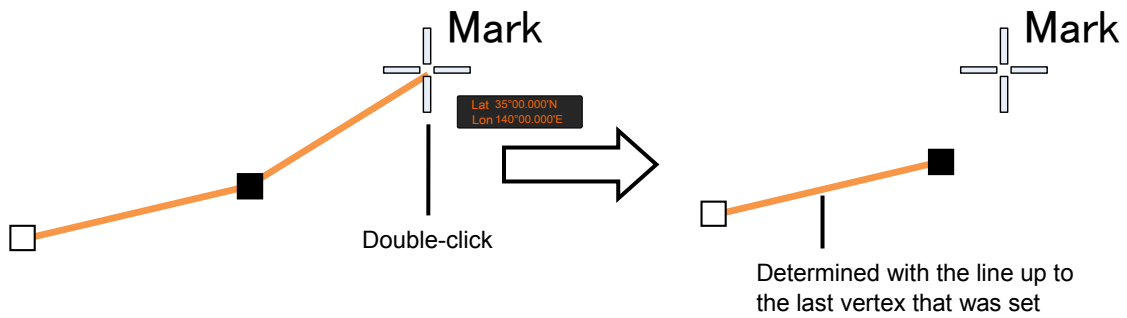 Mark
Lat 35°00.000'N
Lon 140°00.000'E
Double-click
Mark
Determined with the line up to
the last vertex that was set